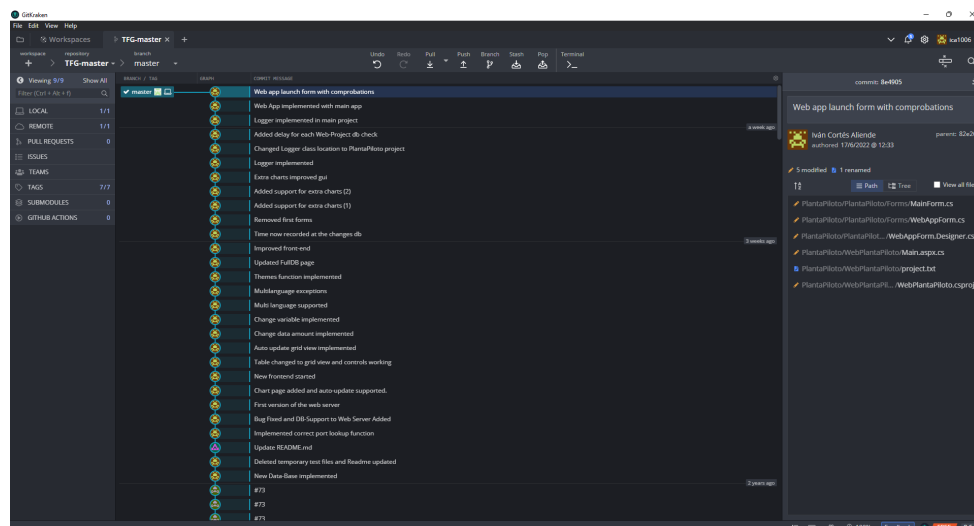 GitKraken
File Edit View Help
Workspaces TFG-master × +
ica1006
workspace repository branch
+ TFG-master master
Undo Redo Pull Push Branch Stash Pop Terminal
Viewing 9/9 Show All
Filter (Ctrl + Alt + f)
LOCAL 1/1
REMOTE 1/1
PULL REQUESTS 0
ISSUES
TEAMS
TAGS 7/7
SUBMODULES 0
GITHUB ACTIONS 0
BRANCH / TAG GRAPH COMMIT MESSAGE
master Web app launch form with comprobations
Web App implemented with main app
Logger implemented in main project
a week ago
Added delay for each Web-Project db check
Changed Logger class location to PlantaPiloto project
Logger implemented
Extra charts improved gui
Added support for extra charts (2)
Added support for extra charts (1)
Removed first forms
Time now recorded at the changes db
3 weeks ago
Improved front-end
Updated FullDB page
Themes function implemented
Multilanguage exceptions
Multi language supported
Change variable implemented
Change data amount implemented
Auto update grid view implemented
Table changed to grid view and controls working
New frontend started
Chart page added and auto-update supported.
First version of the web server
Bug Fixed and DB-Support to Web Server Added
Implemented correct port lookup function
Update README.md
Deleted temporary test files and Readme updated
New Data-Base implemented
2 years ago
#73
#73
#73
commit: 8e4905
Web app launch form with comprobations
Iván Cortés Aliende
authored 17/6/2022 @ 12:33
parent:
5 modified 1 renamed
Path Tree View all file
PlantaPiloto/PlantaPiloto/Forms/MainForm.cs
PlantaPiloto/PlantaPiloto/Forms/WebAppForm.cs
PlantaPiloto/PlantaPilot... /WebAppForm.Designer.cs
PlantaPiloto/WebPlantaPiloto/Main.aspx.cs
PlantaPiloto/WebPlantaPiloto/project.txt
PlantaPiloto/WebPlantaPil... /WebPlantaPiloto.csproj